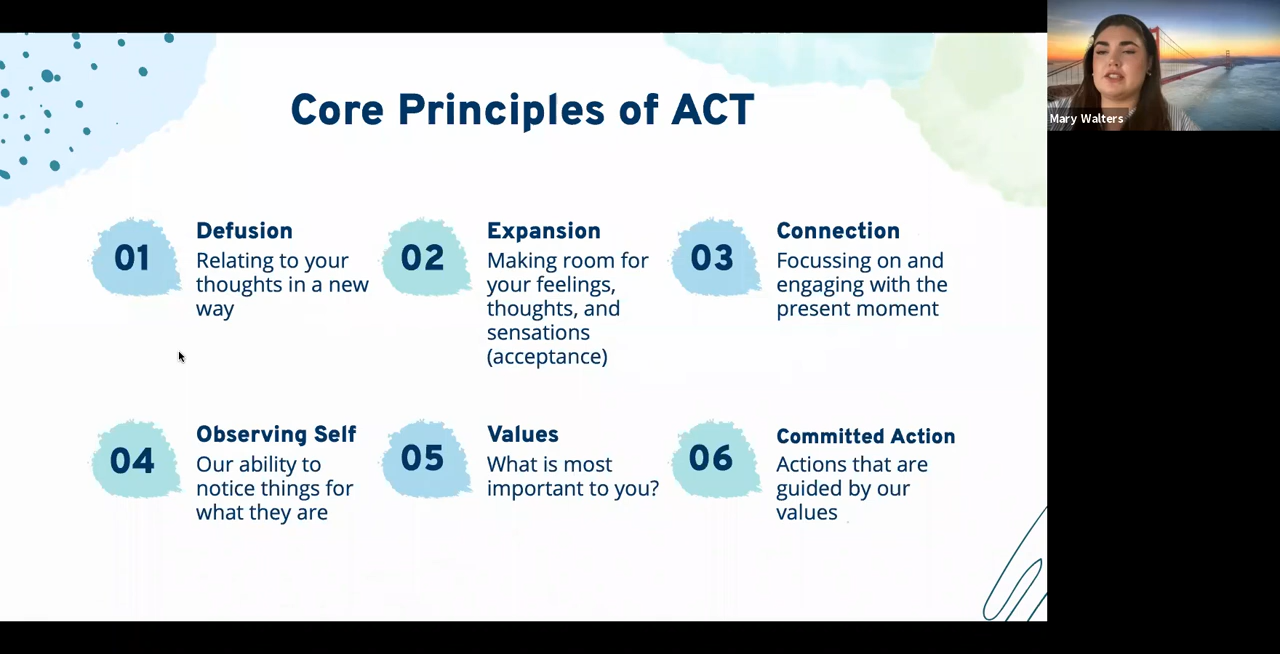 Core Principles of ACT
Mary Walters
01
Defusion
Relating to your
thoughts in a new
way
02
Expansion
Making room for
your feelings,
thoughts, and
sensations
(acceptance)
03
Connection
Focussing on and
engaging with the
present moment
04
Observing Self
Our ability to
notice things for
what they are
05
Values
What is most
important to you?
06
Committed Action
Actions that are
guided by our
values